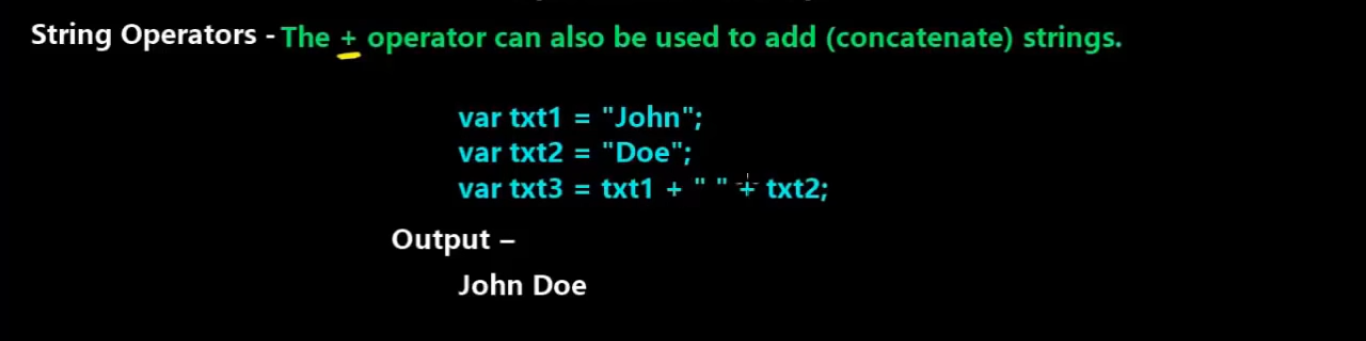 String Operators - The + operator can also be used to add (concatenate) strings.
var txt1 = "John";
var txt2 = "Doe";
var txt3 = txt1 + " " + txt2;
Output –
John Doe